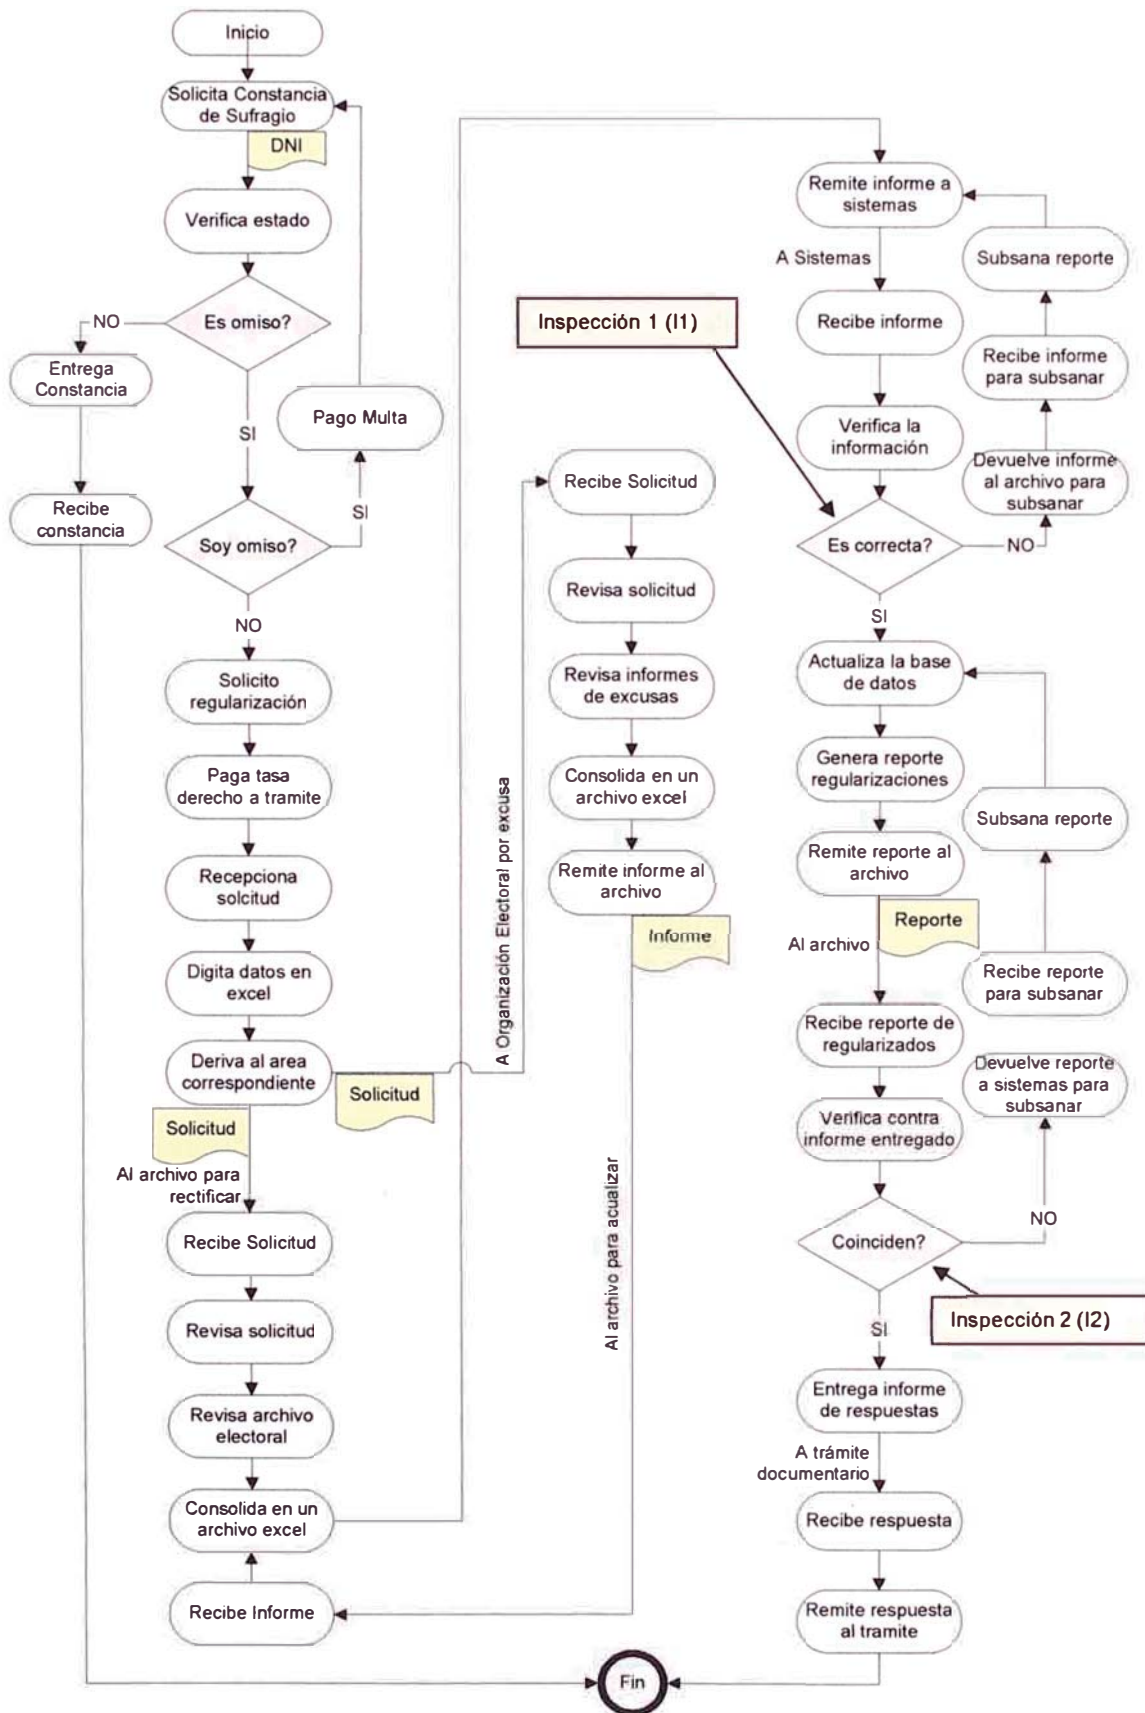 Inicio
Solicita Constancia
de Sufragio
DNI
Verifica estado
Es omiso?
NO
Entrega
Constancia
Recibe
constancia
SI
Pago Multa
SI
Soy omiso?
NO
Solicito
regularización
Paga tasa
derecho a tramite
Recepciona
solcitud
Digita datos en
excel
Deriva al area
correspondiente
Solicitud
Solicitud
Al archivo para
rectificar
Recibe Solicitud
Revisa solicitud
Revisa archivo
electoral
Consolida en un
archivo excel
Recibe Informe
A Organización Electoral por excusa
Recibe Solicitud
Revisa solicitud
Revisa informes
de excusas
Consolida en un
archivo excel
Remite informe al
archivo
Informe
Al archivo para acualizar
Inspección 1 (I1)
Remite informe a
sistemas
A Sistemas
Recibe informe
Verifica la
información
Es correcta?
NO
Devuelve informe
al archivo para
subsanar
Recibe informe
para subsanar
Subsana reporte
SI
Actualiza la base
de datos
Genera reporte
regularizaciones
Remite reporte al
archivo
Reporte
Al archivo
Recibe reporte de
regularizados
Verifica contra
informe entregado
Coinciden?
NO
Devuelve reporte
a sistemas para
subsanar
Recibe reporte
para subsanar
Subsana reporte
Inspección 2 (I2)
SI
Entrega informe
de respuestas
A trámite
documentario
Recibe respuesta
Remite respuesta
al tramite
Fin